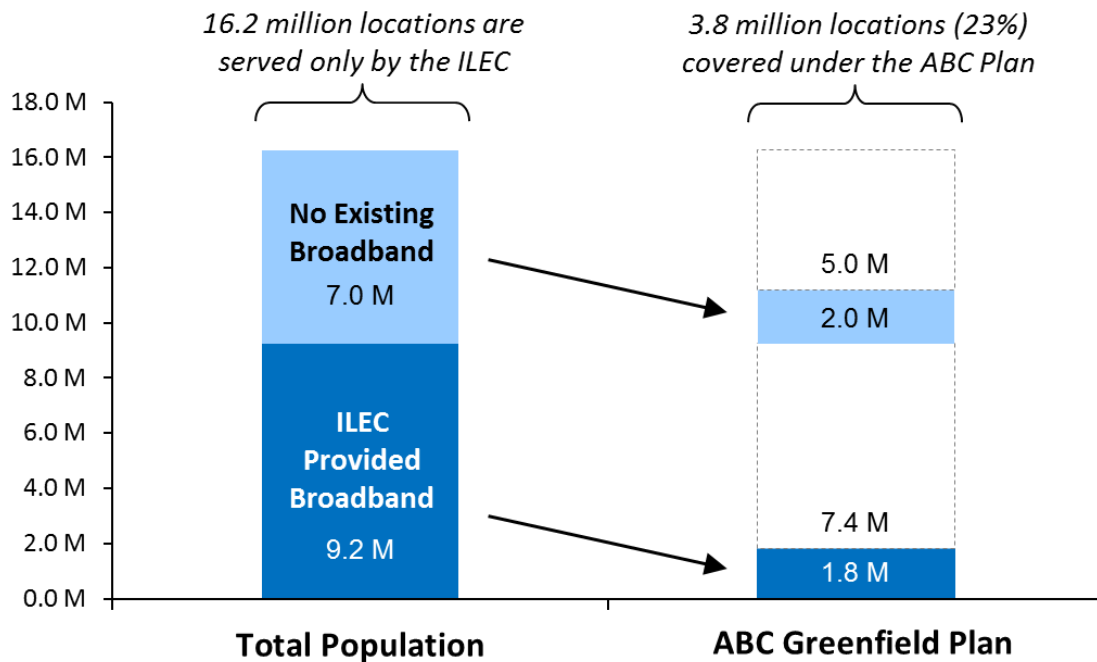 16.2 million locations are
served only by the ILEC
3.8 million locations (23%)
covered under the ABC Plan
18.0 M
16.0 M
14.0 M
12.0 M
10.0 M
8.0 M
6.0 M
4.0 M
2.0 M
0.0 M
No Existing
Broadband
7.0 M
ILEC
Provided
Broadband
9.2 M
5.0 M
2.0 M
7.4 M
1.8 M
Total Population
ABC Greenfield Plan